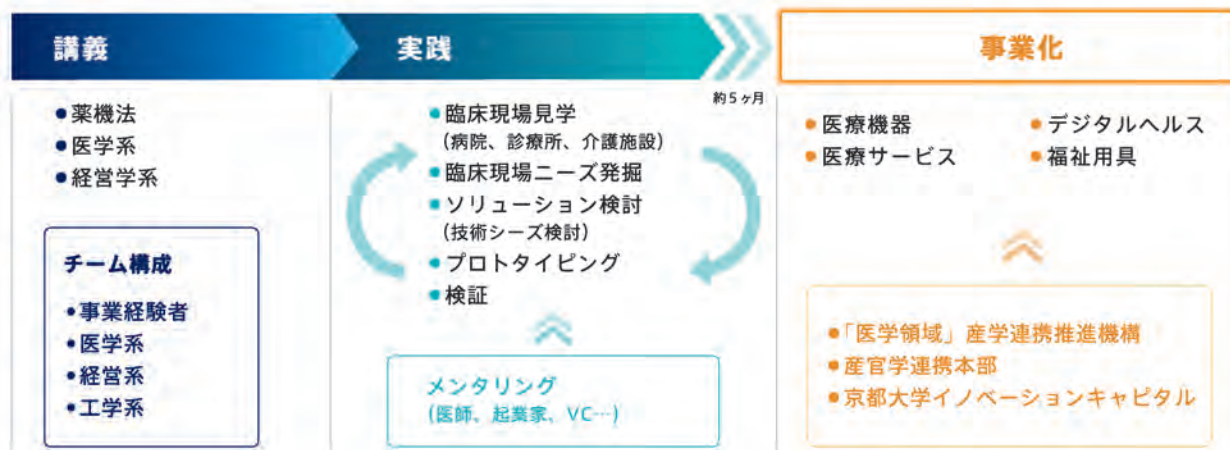 講義
・薬機法
・医学系
・経営学系
チーム構成
・事業経験者
・医学系
・経営系
・工学系
実践
約5ヶ月
・臨床現場見学
(病院、診療所、介護施設)
・臨床現場ニーズ発掘
・ソリューション検討
(技術シーズ検討)
・プロトタイピング
・検証
メンタリング
(医師、起業家、VC…)
事業化
・医療機器
・医療サービス
・デジタルヘルス
・福祉用具
・「医学領域」産学連携推進機構
・産官学連携本部
・京都大学イノベーションキャピタル